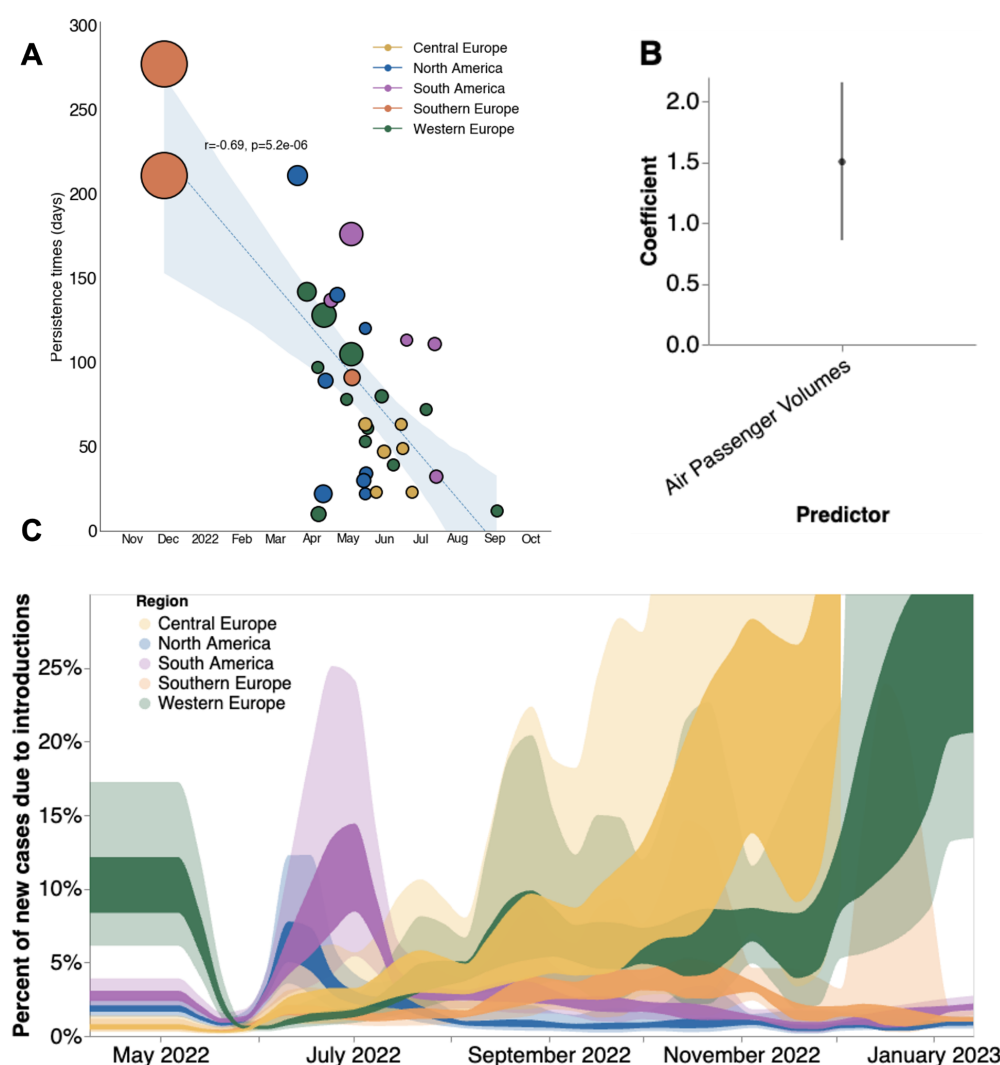 A
300
250
200
150
100
50
0
Persistence times (days)
r=-0.69, p=5.2e-06
Central Europe
North America
South America
Southern Europe
Western Europe
Nov Dec 2022 Feb Mar Apr May Jun Jul Aug Sep Oct
B
2.0
1.5
1.0
0.5
0.0
Coefficient
Air Passenger Volumes
Predictor
C
Percent of new cases due to introductions
25%
20%
15%
10%
5%
0%
Region
Central Europe
North America
South America
Southern Europe
Western Europe
May 2022 July 2022 September 2022 November 2022 January 2023